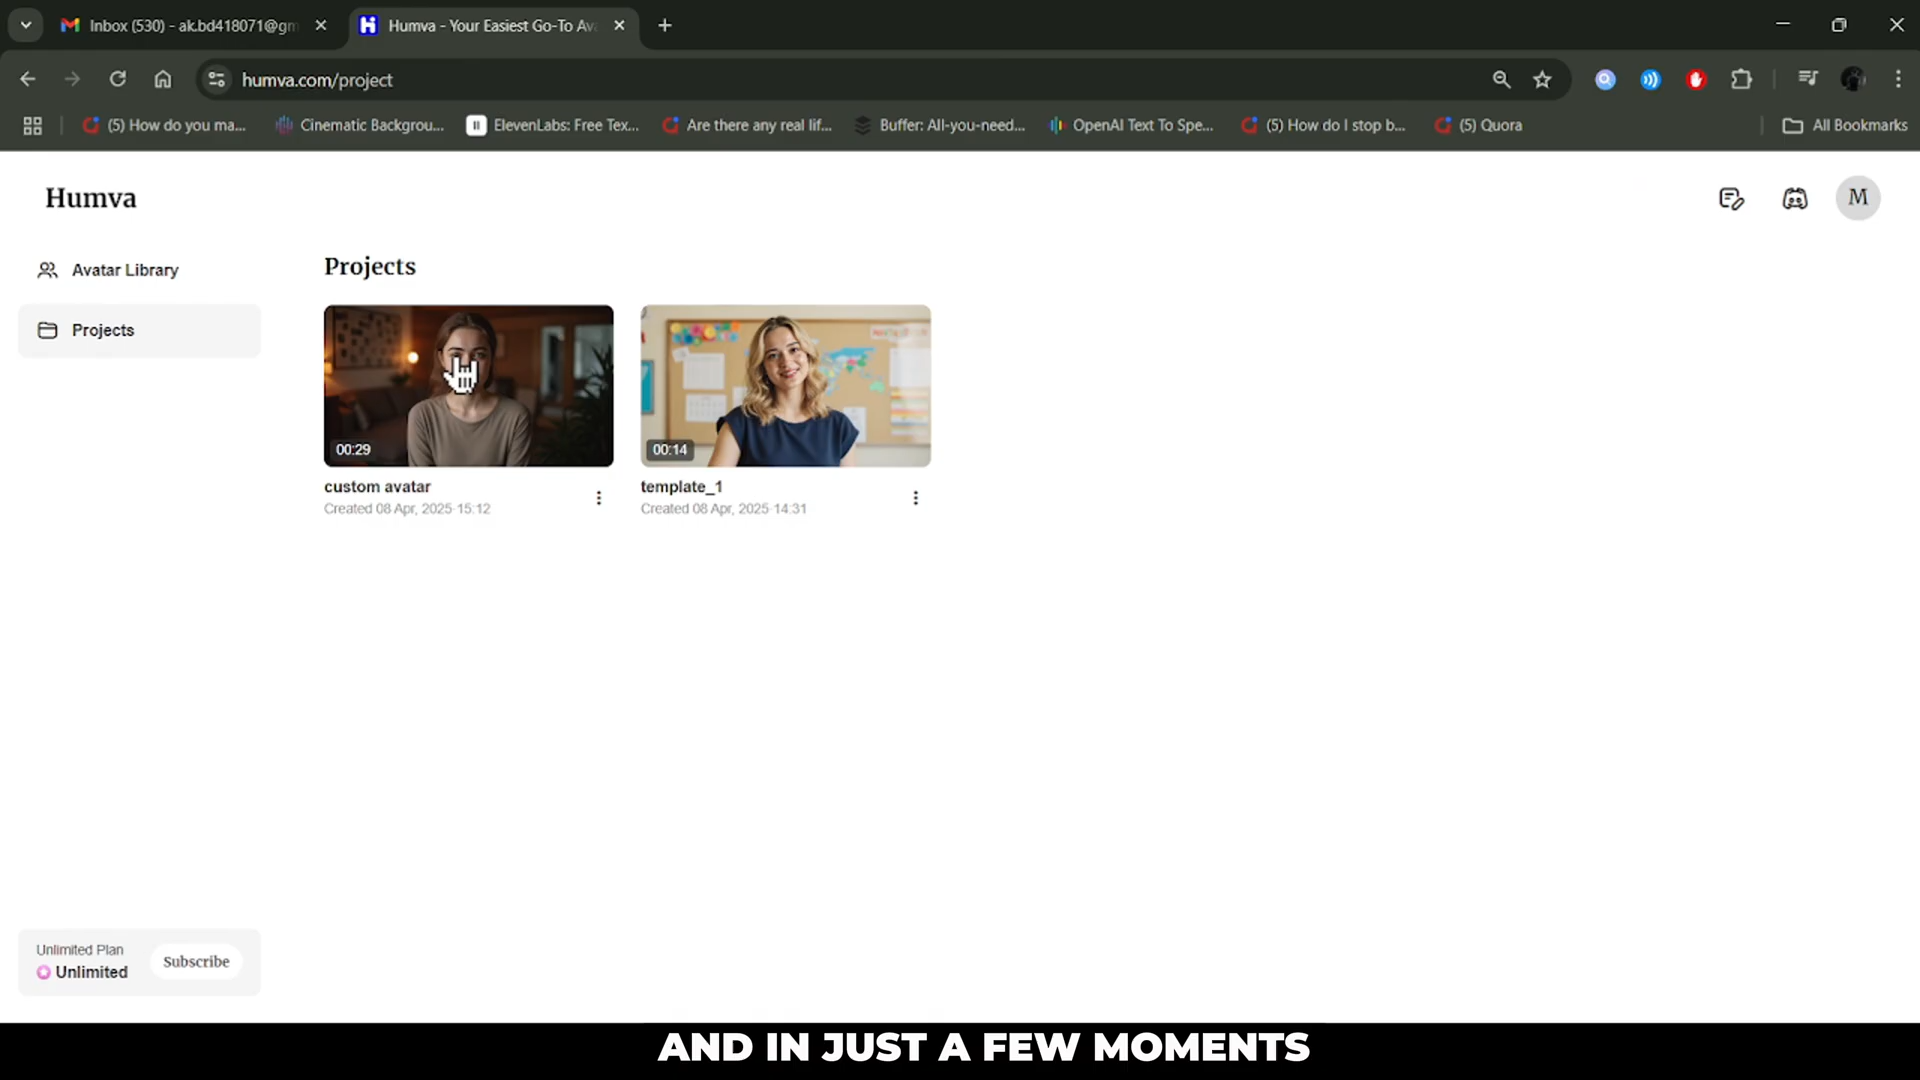 Inbox (530) - ak.bd418071@gm
Humva - Your Easiest Go-To Av
humva.com/project
(5) How do you ma...
Cinematic Backgrou...
ElevenLabs: Free Tex...
Are there any real lif...
Buffer: All-you-need...
OpenAI Text To Spe...
(5) How do I stop b...
(5) Quora
All Bookmarks
Humva
M
Avatar Library
Projects
Projects
00:29
00:14
custom avatar
Created 08 Apr, 2025-15:12
template_1
Created 08 Apr, 2025-14:31
Unlimited Plan
Unlimited
Subscribe
AND IN JUST A FEW MOMENTS